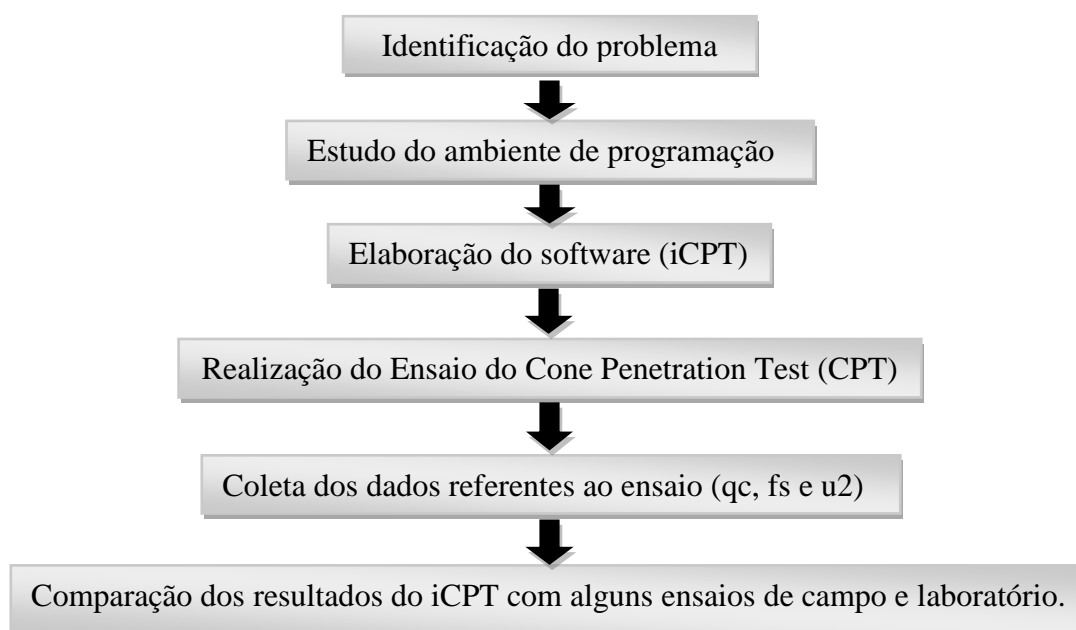 Identificação do problema
Estudo do ambiente de programação
Elaboração do software (iCPT)
Realização do Ensaio do Cone Penetration Test (CPT)
Coleta dos dados referentes ao ensaio (qc, fs e u2)
Comparação dos resultados do iCPT com alguns ensaios de campo e laboratório.